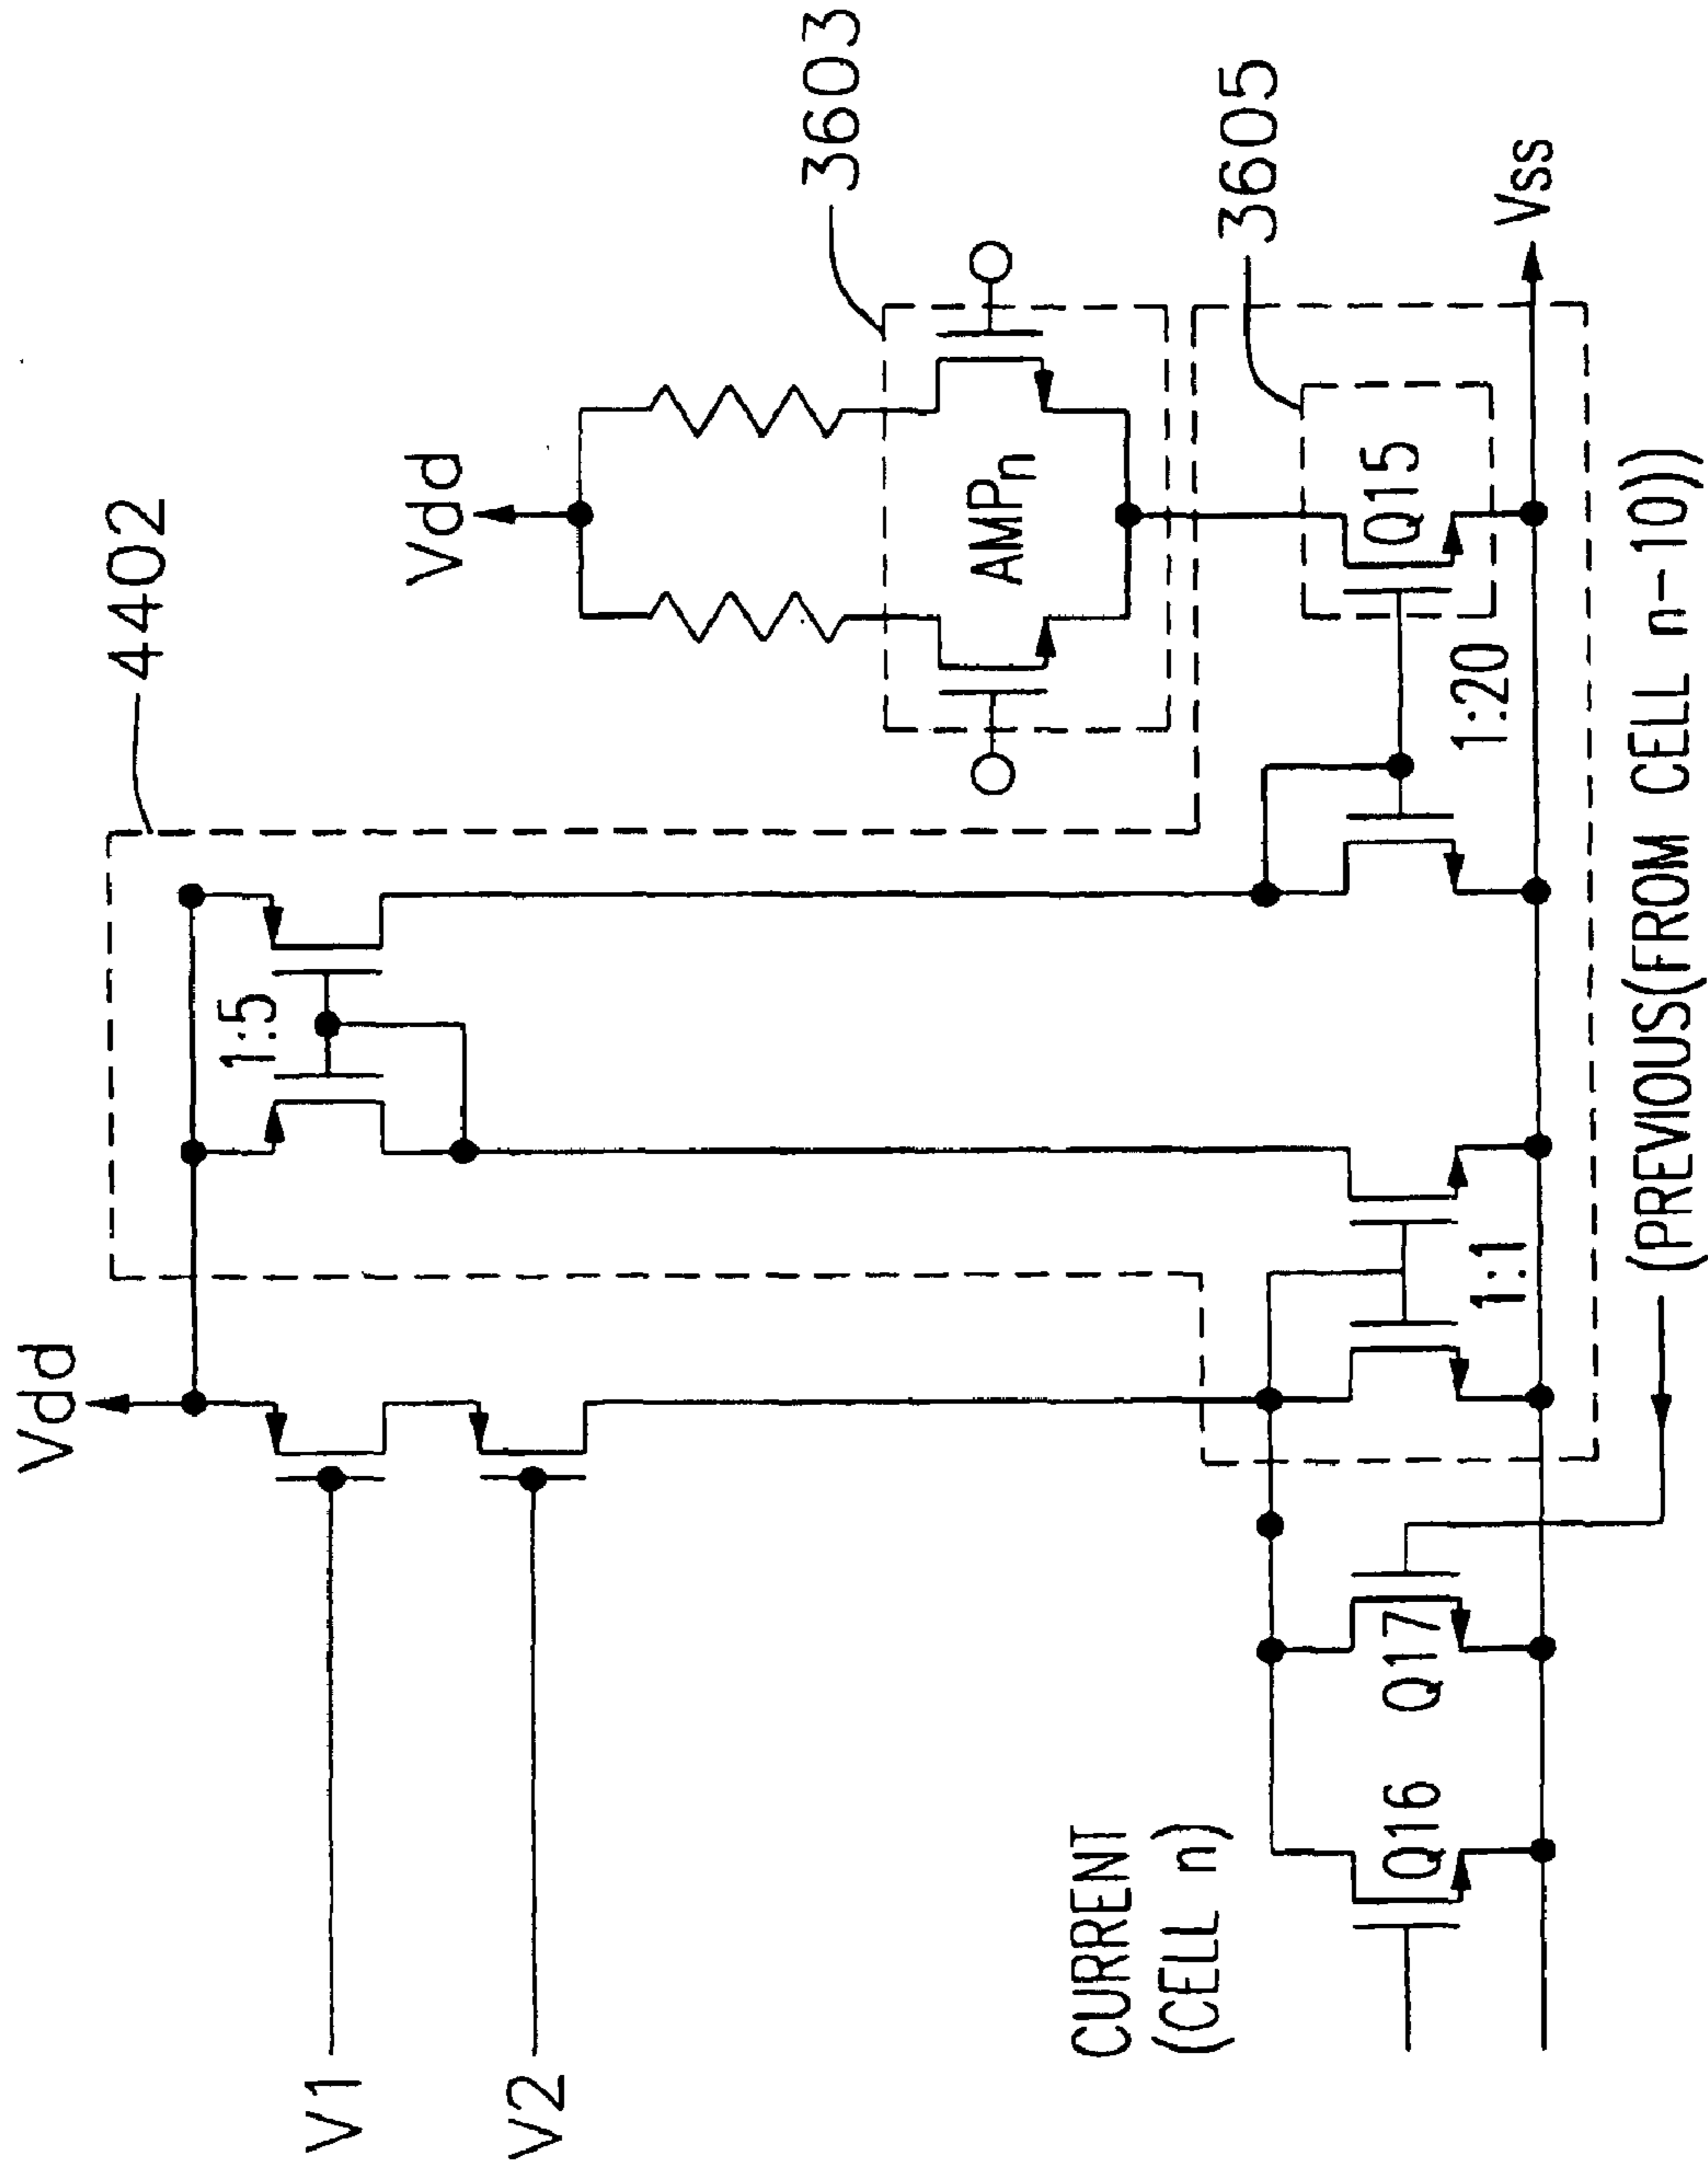 4402
3603
3605
Vdd
Vdd
V1
V2
1:5
AMPn
Q15
1:20
1:1
Vss
CURRENT
(CELL n)
Q16
Q17
(PREVIOUS(FROM CELL n-10))